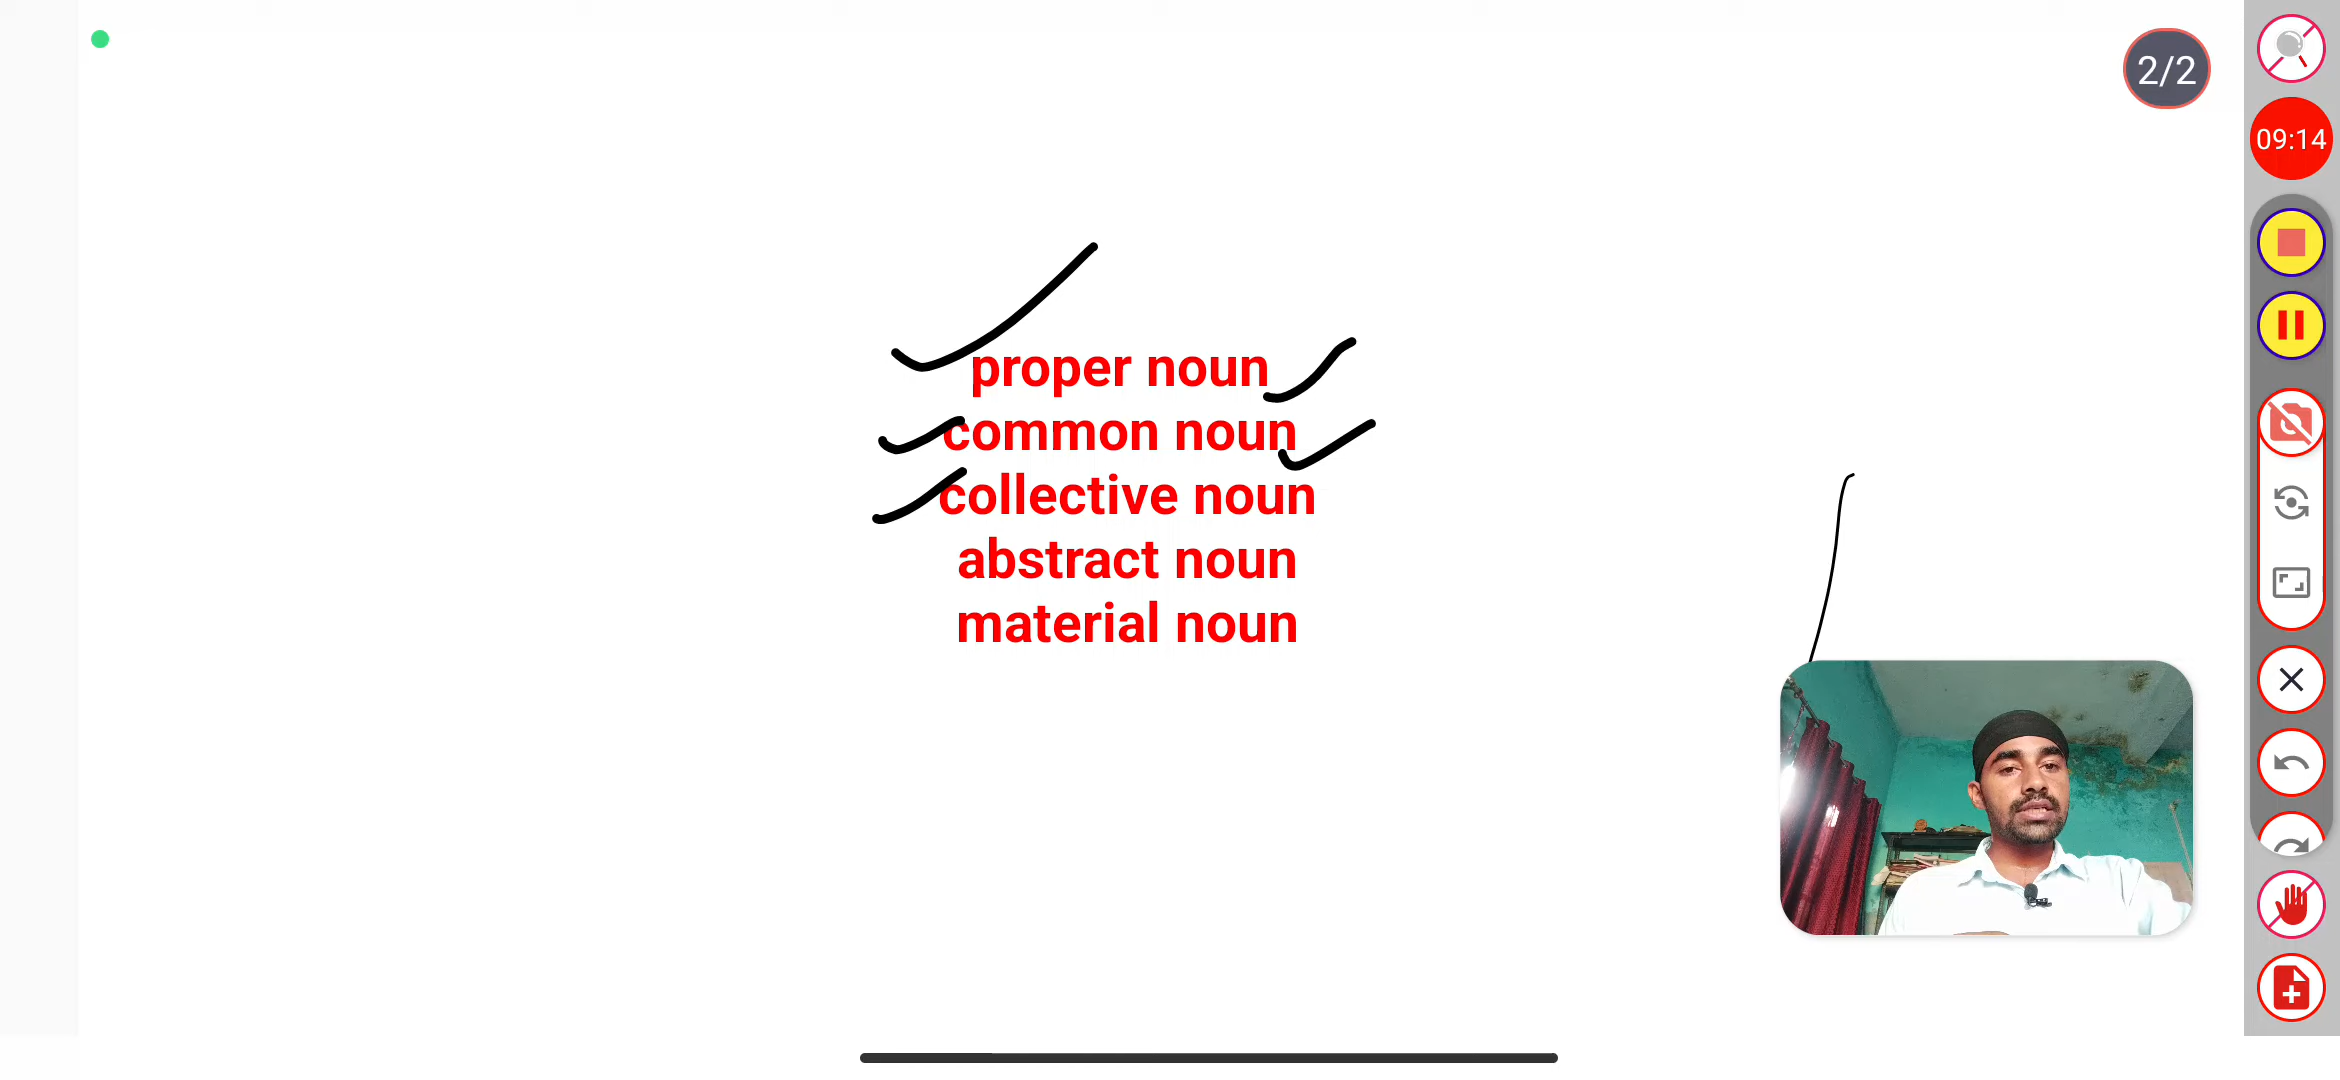 2/2
09:14
proper noun
common noun
collective noun
abstract noun
material noun